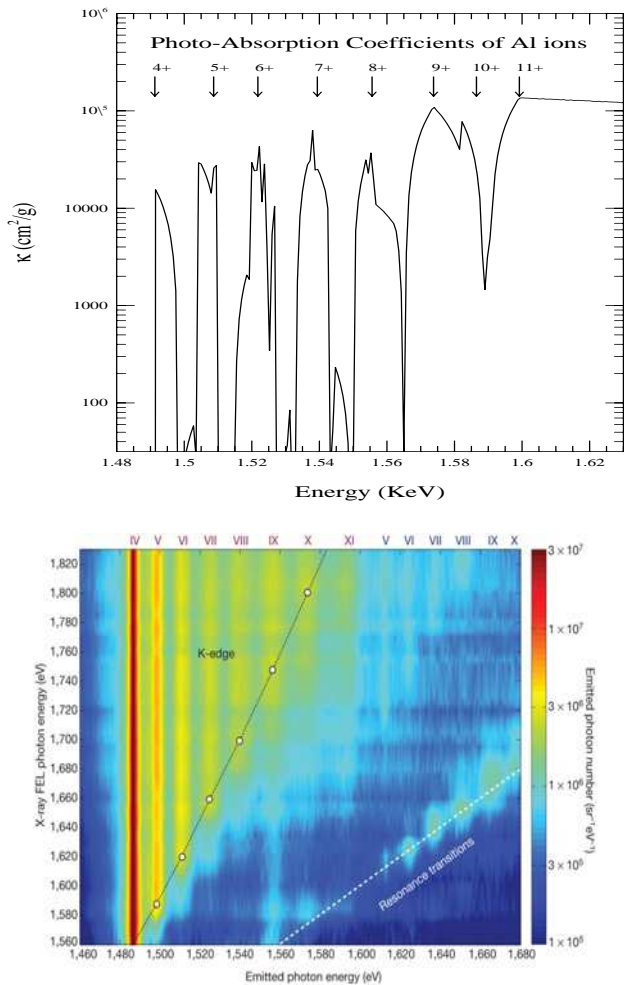 10\6
Photo-Absorption Coefficients of Al ions
4+ 5+ 6+ 7+ 8+ 9+ 10+ 11+
10\5
10000
1000
100
κ (cm²/g)
1.48 1.5 1.52 1.54 1.56 1.58 1.6 1.62
Energy (KeV)
IV V VI VII VIII IX X XI V VI VII VIII IX X
1,820
1,800
1,780
1,760
1,740
1,720
1,700
1,680
1,660
1,640
1,620
1,600
1,580
1,560
X-ray FEL photon energy (eV)
K-edge
Resonance transitions
1,460 1,480 1,500 1,520 1,540 1,560 1,580 1,600 1,620 1,640 1,660 1,680
Emitted photon energy (eV)
3 × 10⁷
1 × 10⁷
3 × 10⁶
1 × 10⁶
3 × 10⁵
1 × 10⁵
Emitted photon number (sr⁻¹ eV⁻¹)